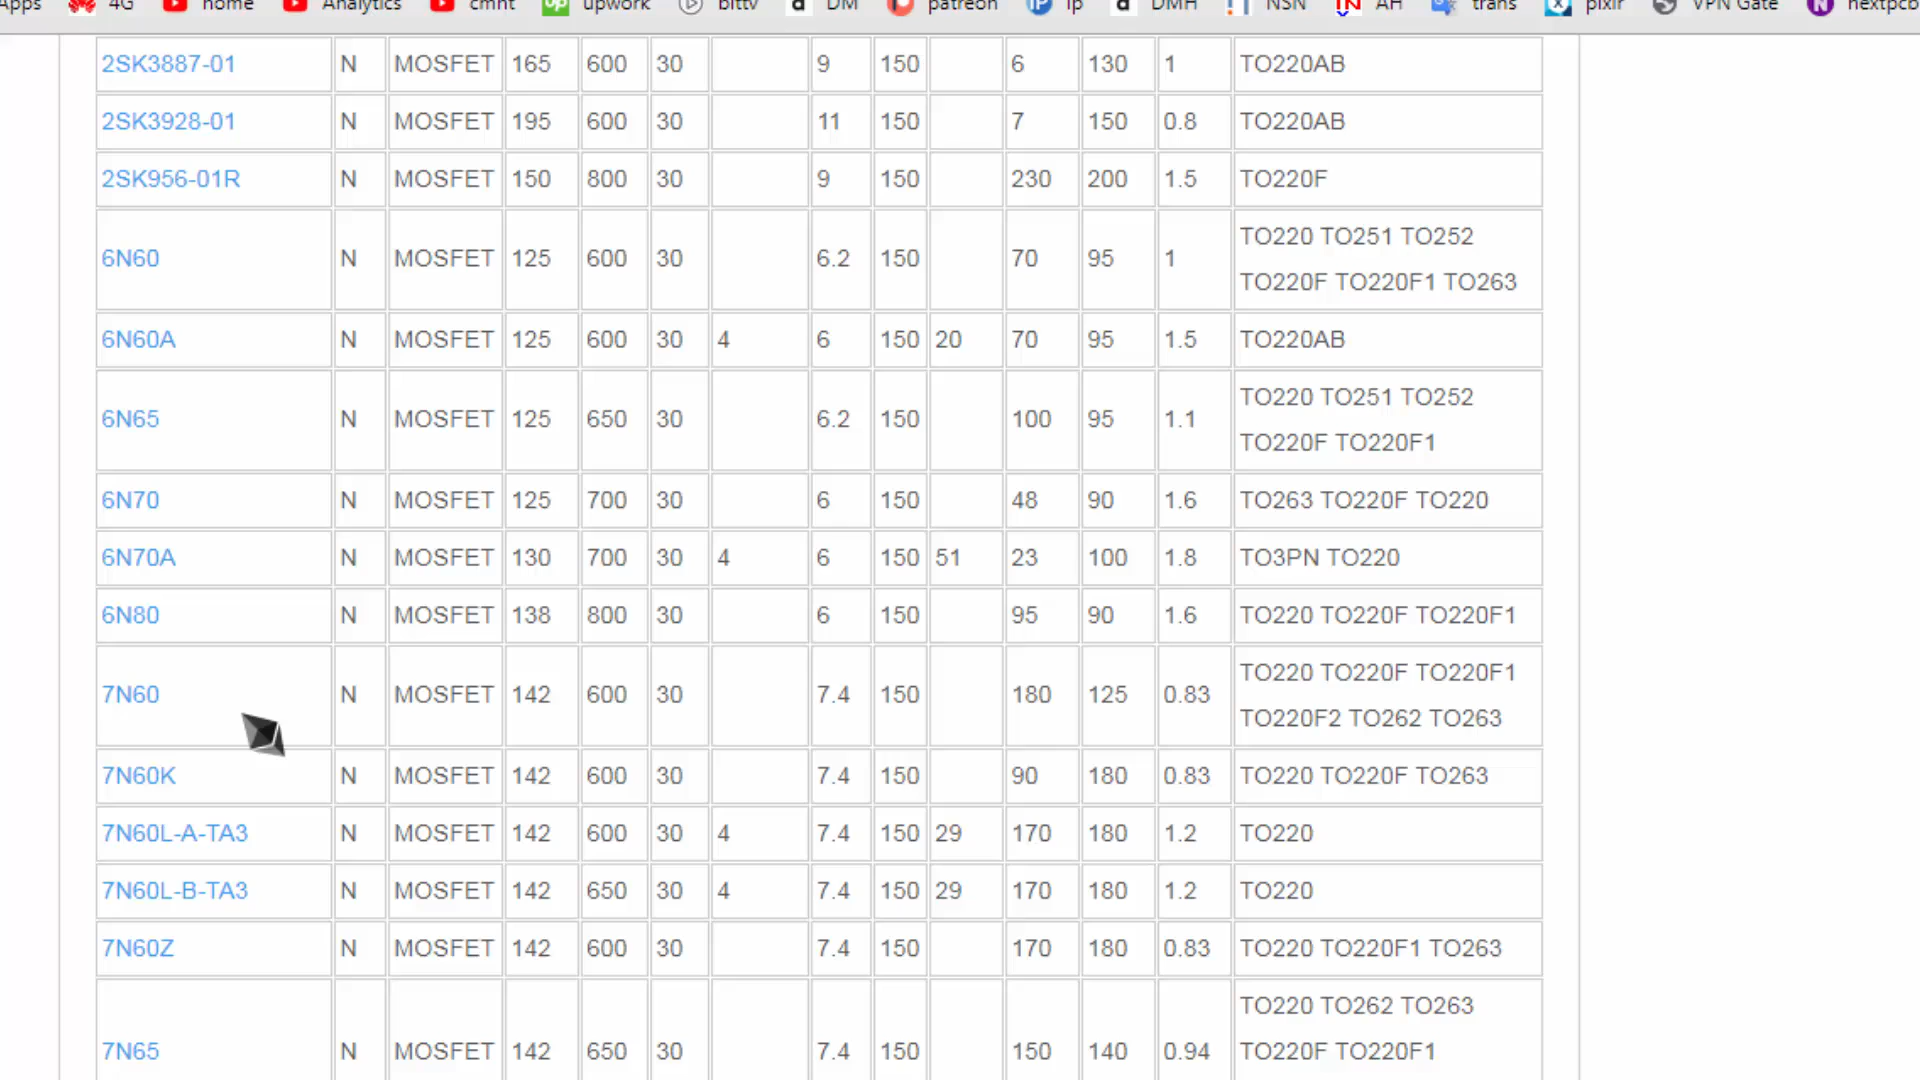 Apps 4G home Analytics cmnt up upwork bittv a DM patreon IP ip a DMH NSN IN AH trans x pixlr VPN Gate N nextpco
2SK3887-01 N MOSFET 165 600 30 9 150 6 130 1 TO220AB
2SK3928-01 N MOSFET 195 600 30 11 150 7 150 0.8 TO220AB
2SK956-01R N MOSFET 150 800 30 9 150 230 200 1.5 TO220F
6N60 N MOSFET 125 600 30 6.2 150 70 95 1 TO220 TO251 TO252
TO220F TO220F1 TO263
6N60A N MOSFET 125 600 30 4 6 150 20 70 95 1.5 TO220AB
6N65 N MOSFET 125 650 30 6.2 150 100 95 1.1 TO220 TO251 TO252
TO220F TO220F1
6N70 N MOSFET 125 700 30 6 150 48 90 1.6 TO263 TO220F TO220
6N70A N MOSFET 130 700 30 4 6 150 51 23 100 1.8 TO3PN TO220
6N80 N MOSFET 138 800 30 6 150 95 90 1.6 TO220 TO220F TO220F1
7N60 N MOSFET 142 600 30 7.4 150 180 125 0.83 TO220 TO220F TO220F1
TO220F2 TO262 TO263
7N60K N MOSFET 142 600 30 7.4 150 90 180 0.83 TO220 TO220F TO263
7N60L-A-TA3 N MOSFET 142 600 30 4 7.4 150 29 170 180 1.2 TO220
7N60L-B-TA3 N MOSFET 142 650 30 4 7.4 150 29 170 180 1.2 TO220
7N60Z N MOSFET 142 600 30 7.4 150 170 180 0.83 TO220 TO220F1 TO263
7N65 N MOSFET 142 650 30 7.4 150 150 140 0.94 TO220 TO262 TO263
TO220F TO220F1